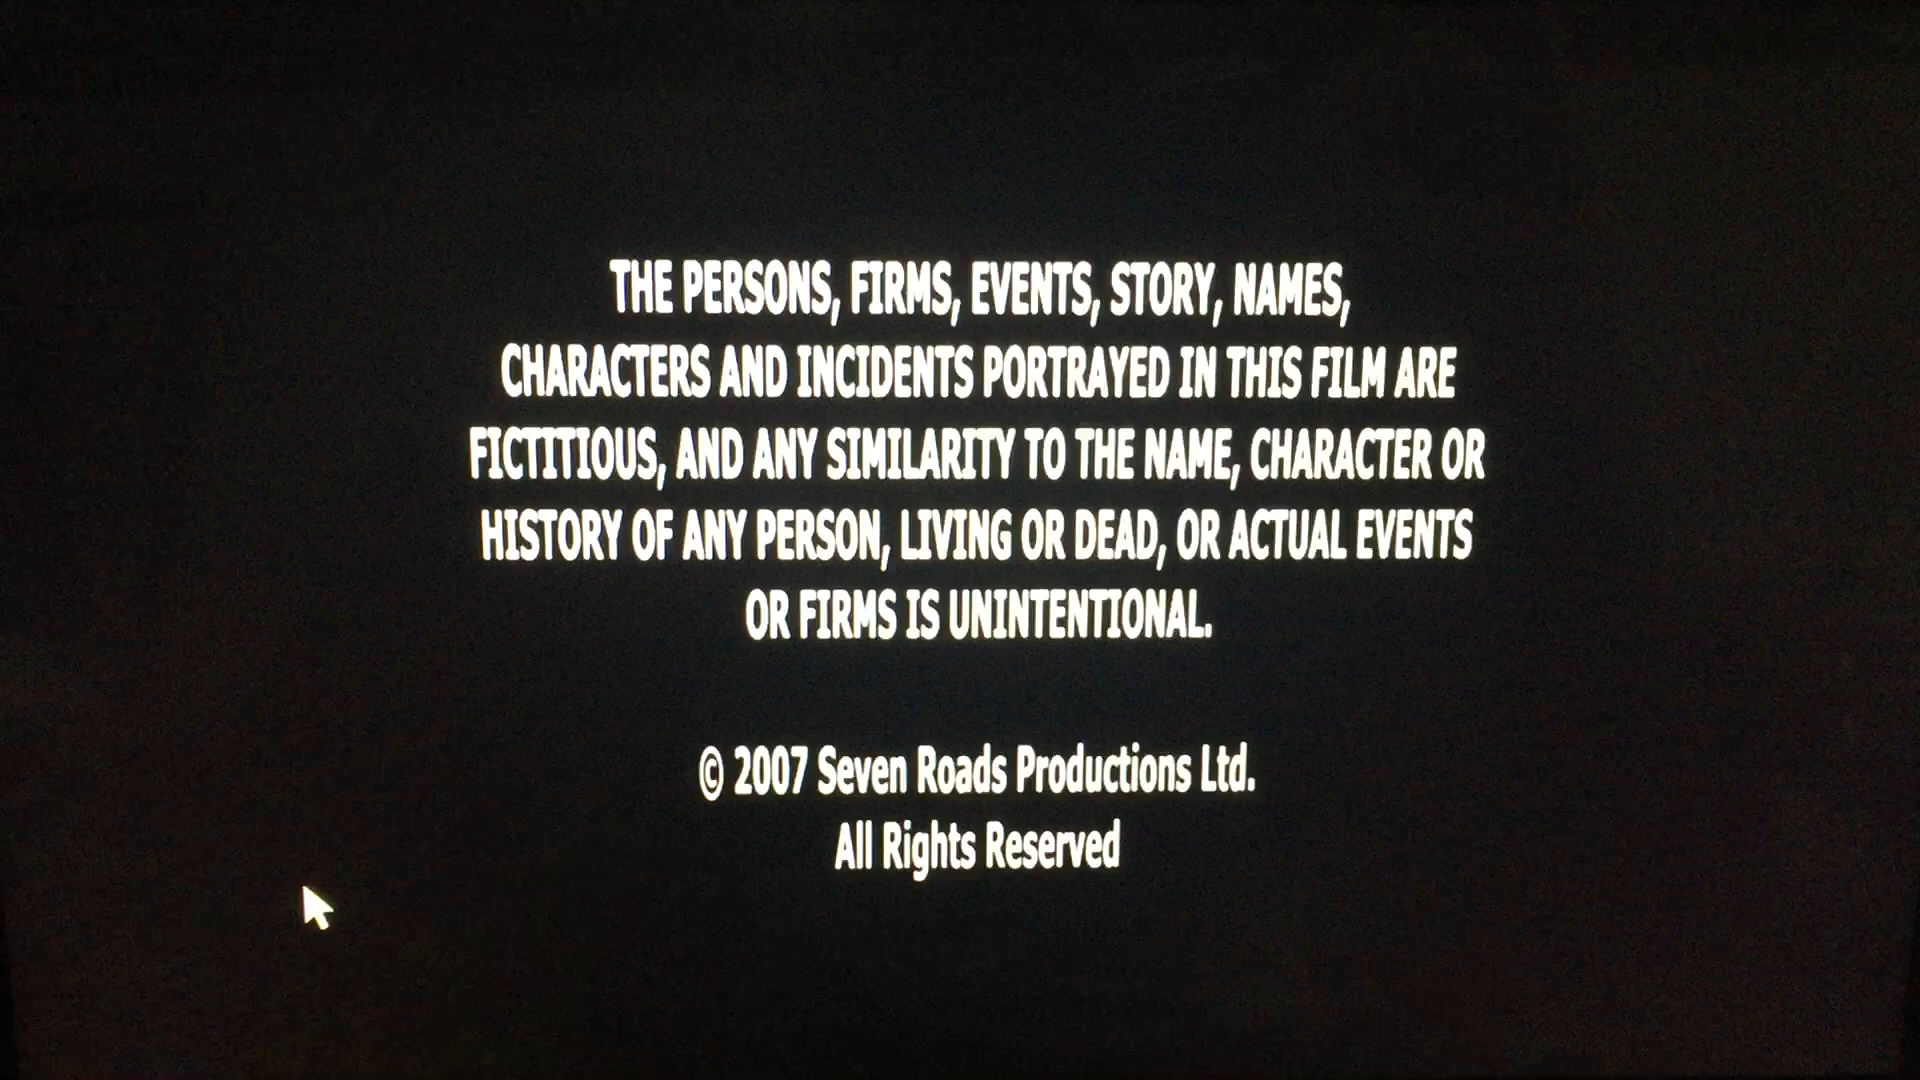 THE PERSONS, FIRMS, EVENTS, STORY, NAMES,
CHARACTERS AND INCIDENTS PORTRAYED IN THIS FILM ARE
FICTITIOUS, AND ANY SIMILARITY TO THE NAME, CHARACTER OR
HISTORY OF ANY PERSON, LIVING OR DEAD, OR ACTUAL EVENTS
OR FIRMS IS UNINTENTIONAL.
© 2007 Seven Roads Productions Ltd.
All Rights Reserved